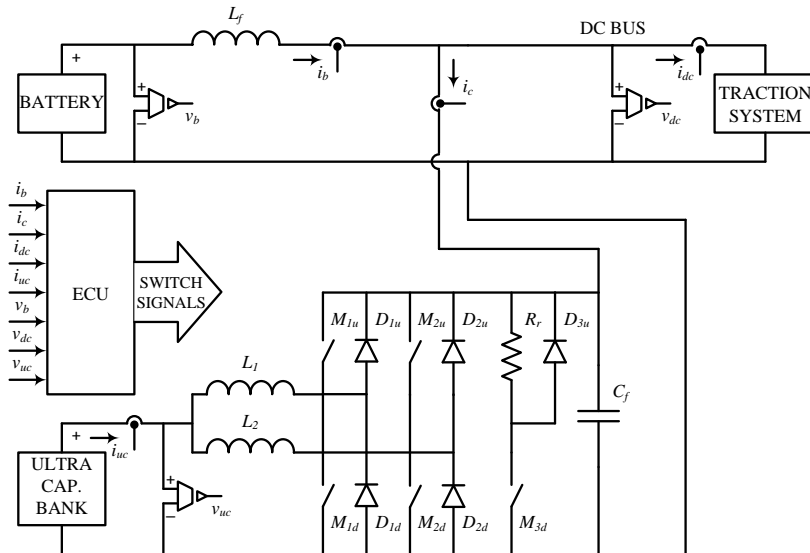 L_f
DC BUS
+
BATTERY
+
−
v_b
i_b
i_c
+
−
v_dc
i_dc
TRACTION
SYSTEM
i_b
i_c
i_dc
i_uc
v_b
v_dc
v_uc
ECU
SWITCH
SIGNALS
M_1u
D_1u
M_2u
D_2u
R_r
D_3u
L_1
L_2
C_f
+
i_uc
ULTRA
CAP.
BANK
+
−
v_uc
M_1d
D_1d
M_2d
D_2d
M_3d